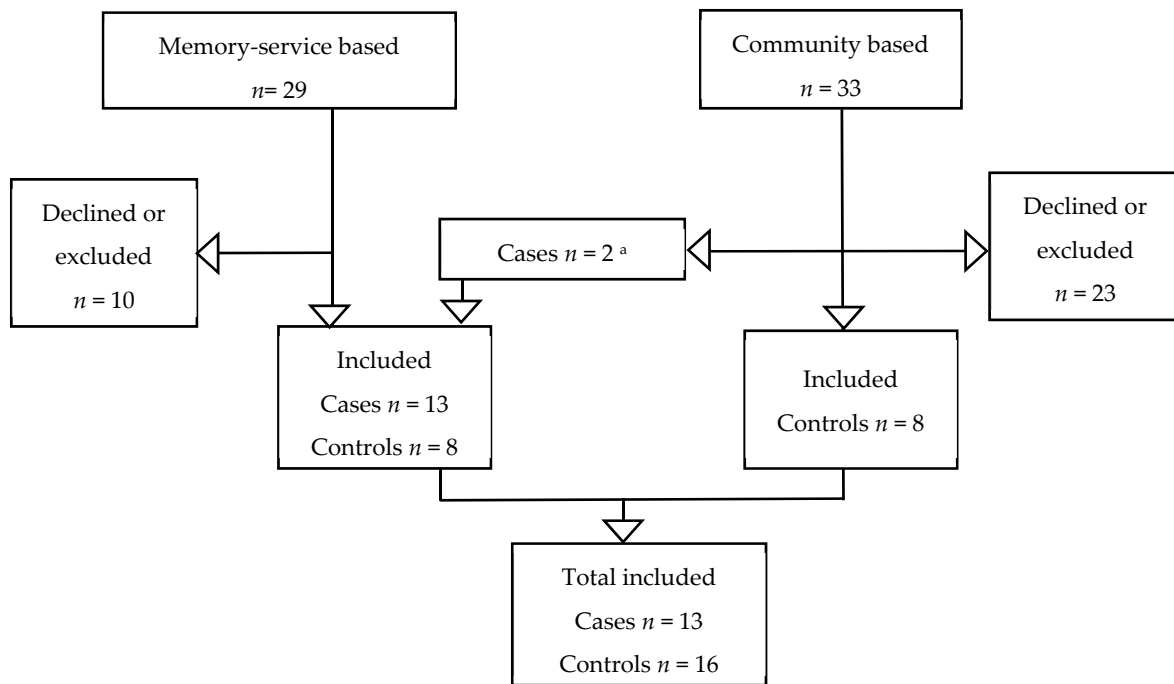 Memory-service based
n= 29
Community based
n = 33
Declined or
excluded
n = 10
Cases n = 2 a
Declined or
excluded
n = 23
Included
Cases n = 13
Controls n = 8
Included
Controls n = 8
Total included
Cases n = 13
Controls n = 16